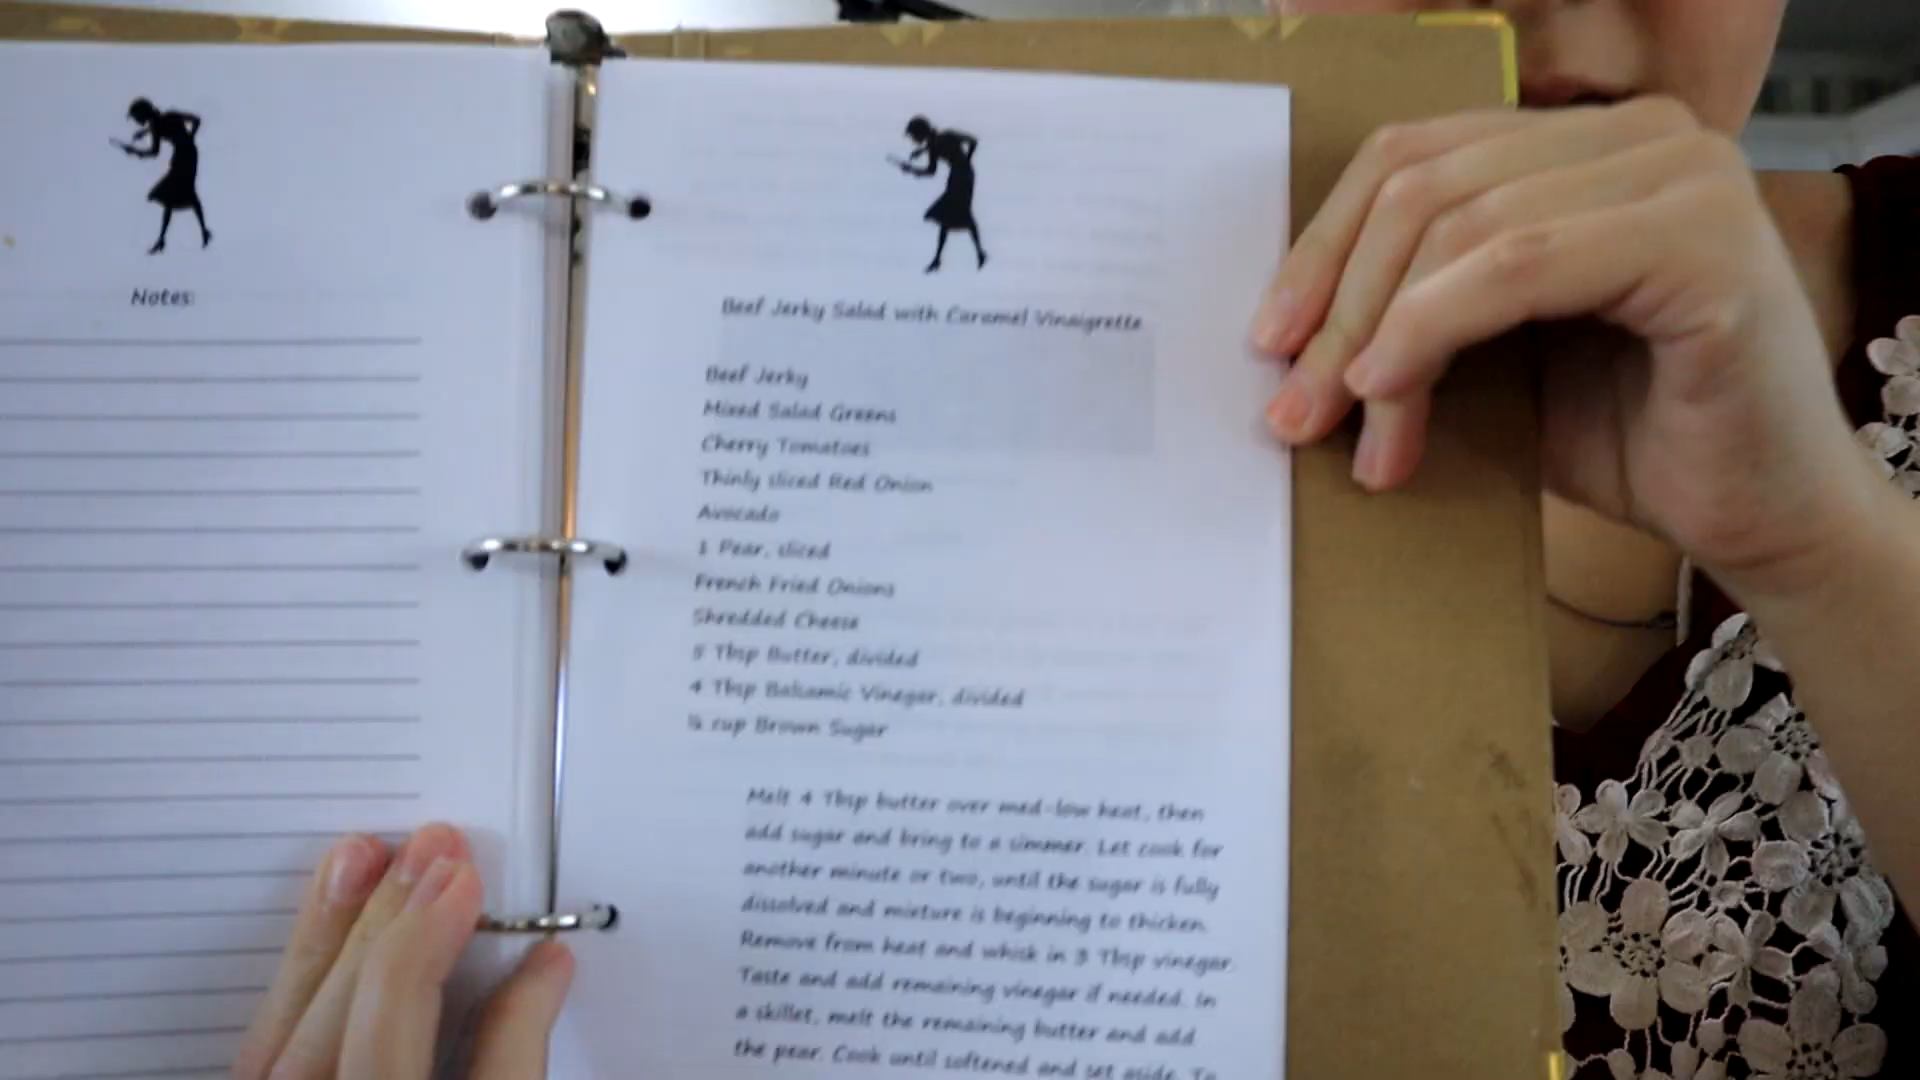 Notes:
Beef Jerky Salad with Caramel Vinaigrette
Beef Jerky
Mixed Salad Greens
Cherry Tomatoes
Thinly sliced Red Onion
Avocado
1 Pear, sliced
French Fried Onions
Shredded Cheese
5 Tbsp Butter, divided
4 Tbsp Balsamic Vinegar, divided
cup Brown Sugar
Melt 4 Tbsp butter over med-low heat, then
add sugar and bring to a simmer. Let cook for
another minute or two, until the sugar is fully
dissolved and mixture is beginning to thicken.
Remove from heat and whisk in 3 Tbsp vinegar.
Taste and add remaining vinegar if needed. In
a skillet, melt the remaining butter and add
the pear. Cook until softened and set aside. To